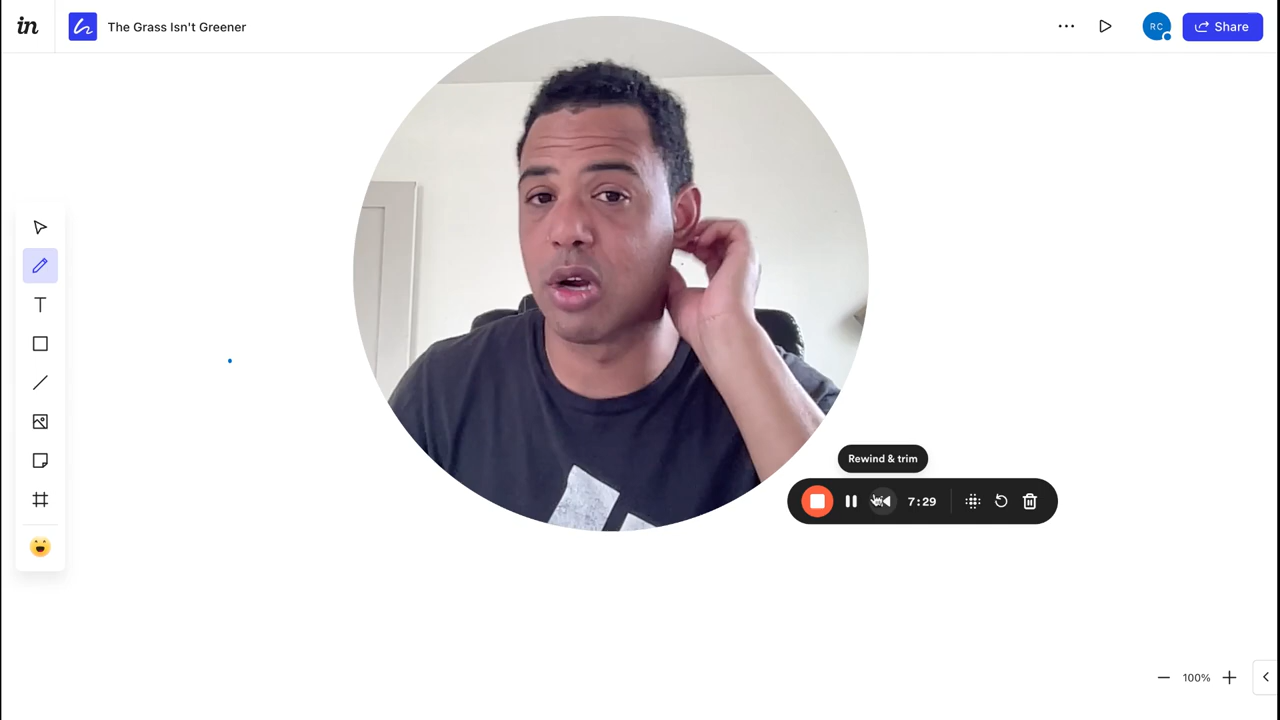 in
The Grass Isn't Greener
RC
Share
T
Rewind & trim
7:29
100%